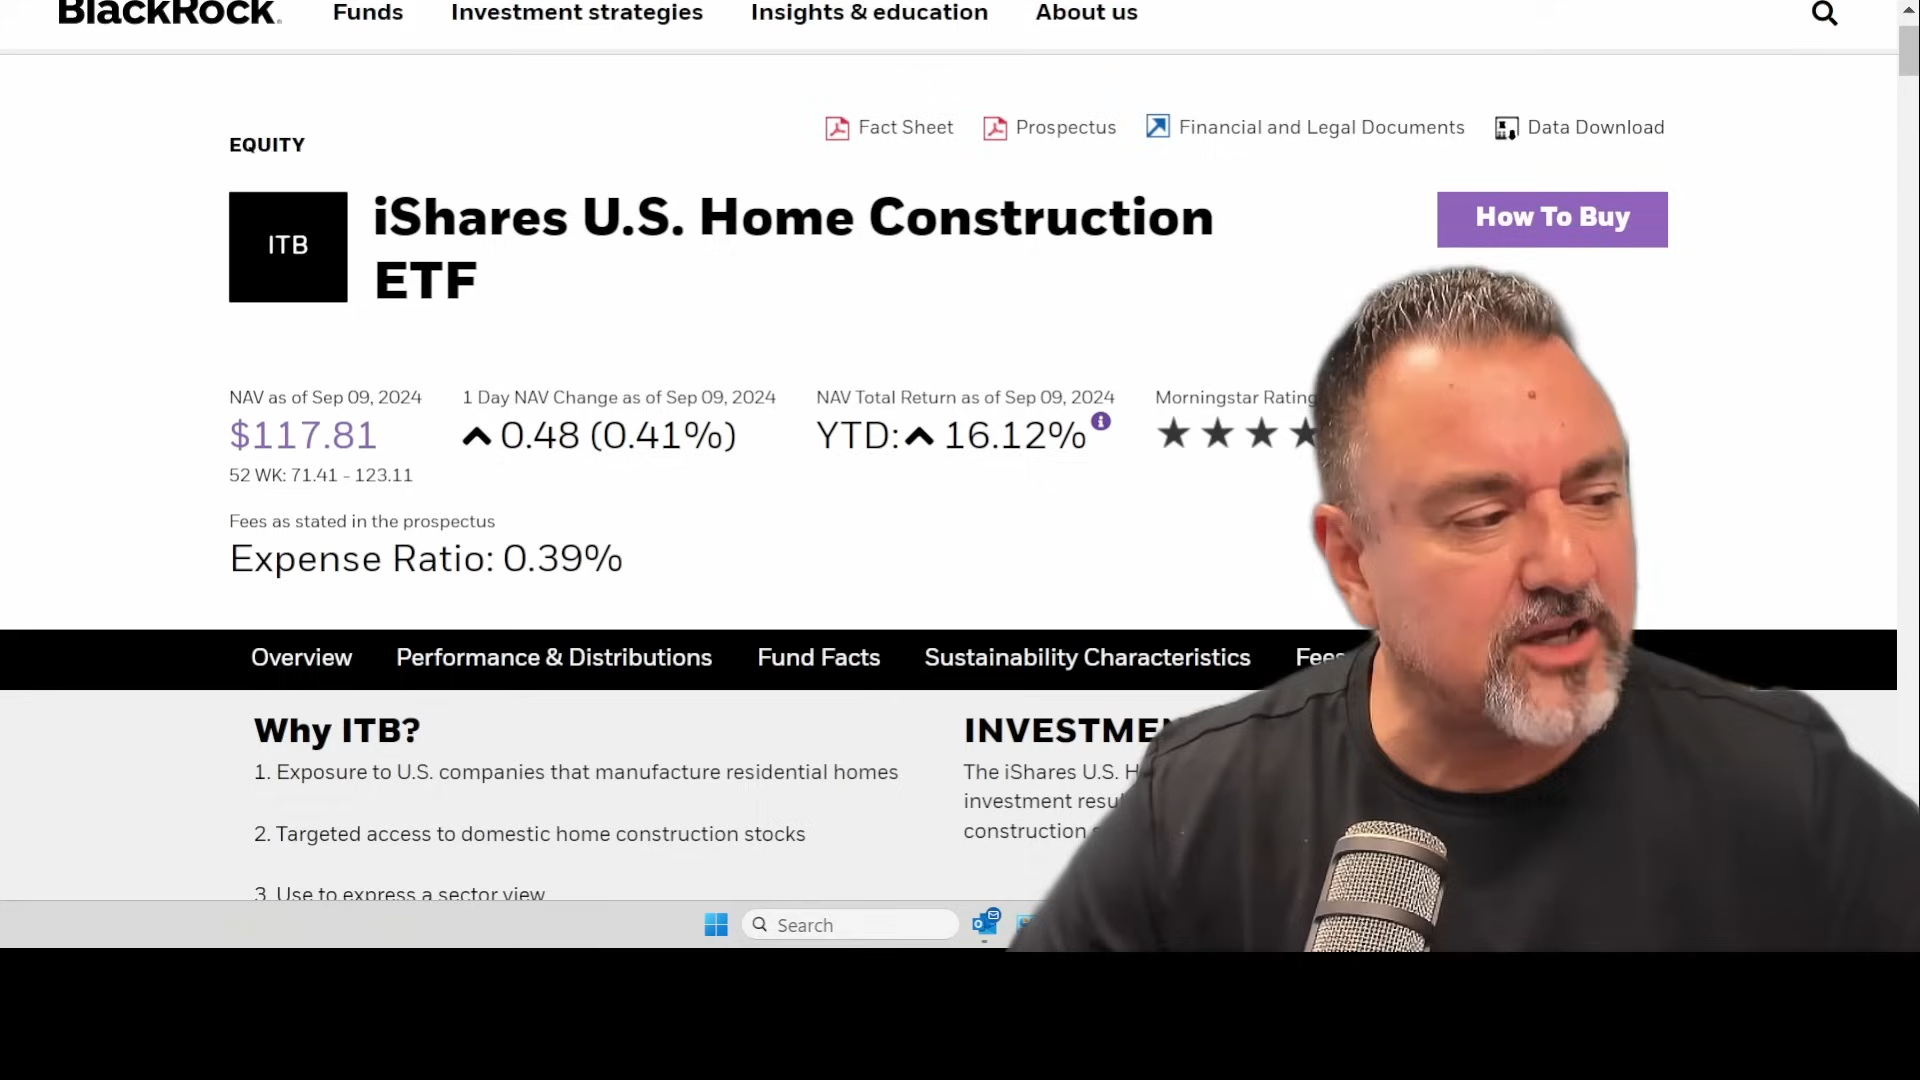 BlackRock.
Funds
Investment strategies
Insights & education
About us
Fact Sheet
Prospectus
Financial and Legal Documents
Data Download
EQUITY
ITB
iShares U.S. Home Construction
ETF
How To Buy
NAV as of Sep 09, 2024
$117.81
52 WK: 71.41 - 123.11
1 Day NAV Change as of Sep 09, 2024
0.48 (0.41%)
NAV Total Return as of Sep 09, 2024
YTD: 16.12%
Morningstar Rating
Fees as stated in the prospectus
Expense Ratio: 0.39%
Overview
Performance & Distributions
Fund Facts
Sustainability Characteristics
Fees
Why ITB?
1. Exposure to U.S. companies that manufacture residential homes
2. Targeted access to domestic home construction stocks
3. Use to express a sector view
The iShares U.S.
investment
construction
Search